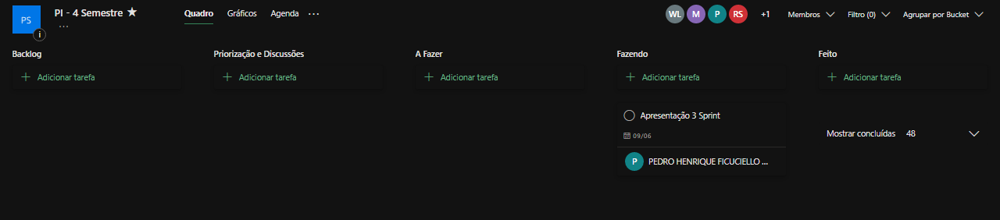 PS
i
PI - 4 Semestre ★
...
Quadro Gráficos Agenda ...
WL M P RS +1 Membros Filtro (0) Agrupar por Bucket
Backlog Priorização e Discussões A Fazer Fazendo Feito
+ Adicionar tarefa + Adicionar tarefa + Adicionar tarefa + Adicionar tarefa + Adicionar tarefa
Apresentação 3 Sprint
09/06
P PEDRO HENRIQUE FICUCIELLO ...
Mostrar concluídas 48